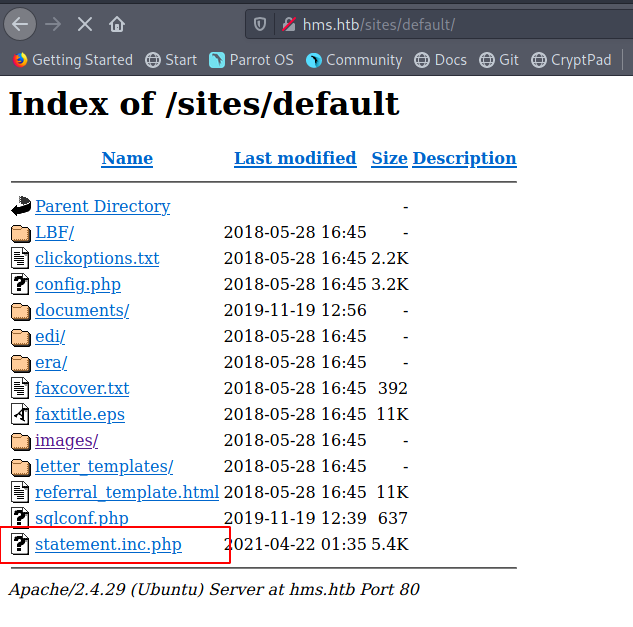 hms.htb/sites/default/
Getting Started Start Parrot OS Community Docs Git CryptPad
Index of /sites/default
Name Last modified Size Description
Parent Directory -
LBF/ 2018-05-28 16:45 -
clickoptions.txt 2018-05-28 16:45 2.2K
config.php 2018-05-28 16:45 3.2K
documents/ 2019-11-19 12:56 -
edi/ 2018-05-28 16:45 -
era/ 2018-05-28 16:45 -
faxcover.txt 2018-05-28 16:45 392
faxtitle.eps 2018-05-28 16:45 11K
images/ 2018-05-28 16:45 -
letter_templates/ 2018-05-28 16:45 -
referral_template.html 2018-05-28 16:45 11K
sqlconf.php 2019-11-19 12:39 637
statement.inc.php 2021-04-22 01:35 5.4K
Apache/2.4.29 (Ubuntu) Server at hms.htb Port 80